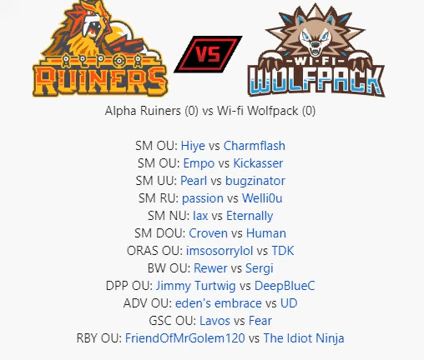 RUINERS
VS
WI-FI
WOLFPACK
Alpha Ruiners (0) vs Wi-fi Wolfpack (0)
SM OU: Hiye vs Charmflash
SM OU: Empo vs Kickasser
SM UU: Pearl vs bugzinator
SM RU: passion vs Welli0u
SM NU: lax vs Eternally
SM DOU: Croven vs Human
ORAS OU: imsosorrylol vs TDK
BW OU: Rewer vs Sergi
DPP OU: Jimmy Turtwig vs DeepBlueC
ADV OU: eden's embrace vs UD
GSC OU: Lavos vs Fear
RBY OU: FriendOfMrGolem120 vs The Idiot Ninja